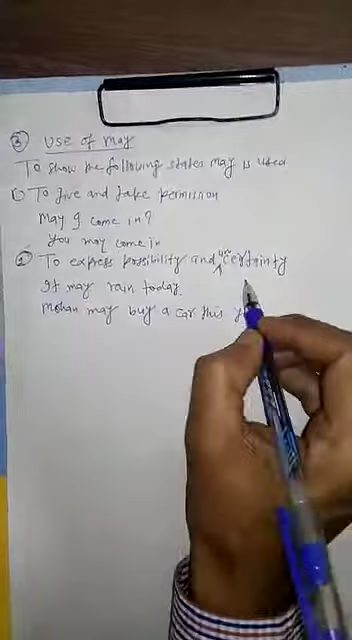 ③ Use of May
To show the following states may is used
① To give and take permission
May I come in?
You may come in
② To express possibility and uncertainty
It may rain today.
Mohan may buy a car this